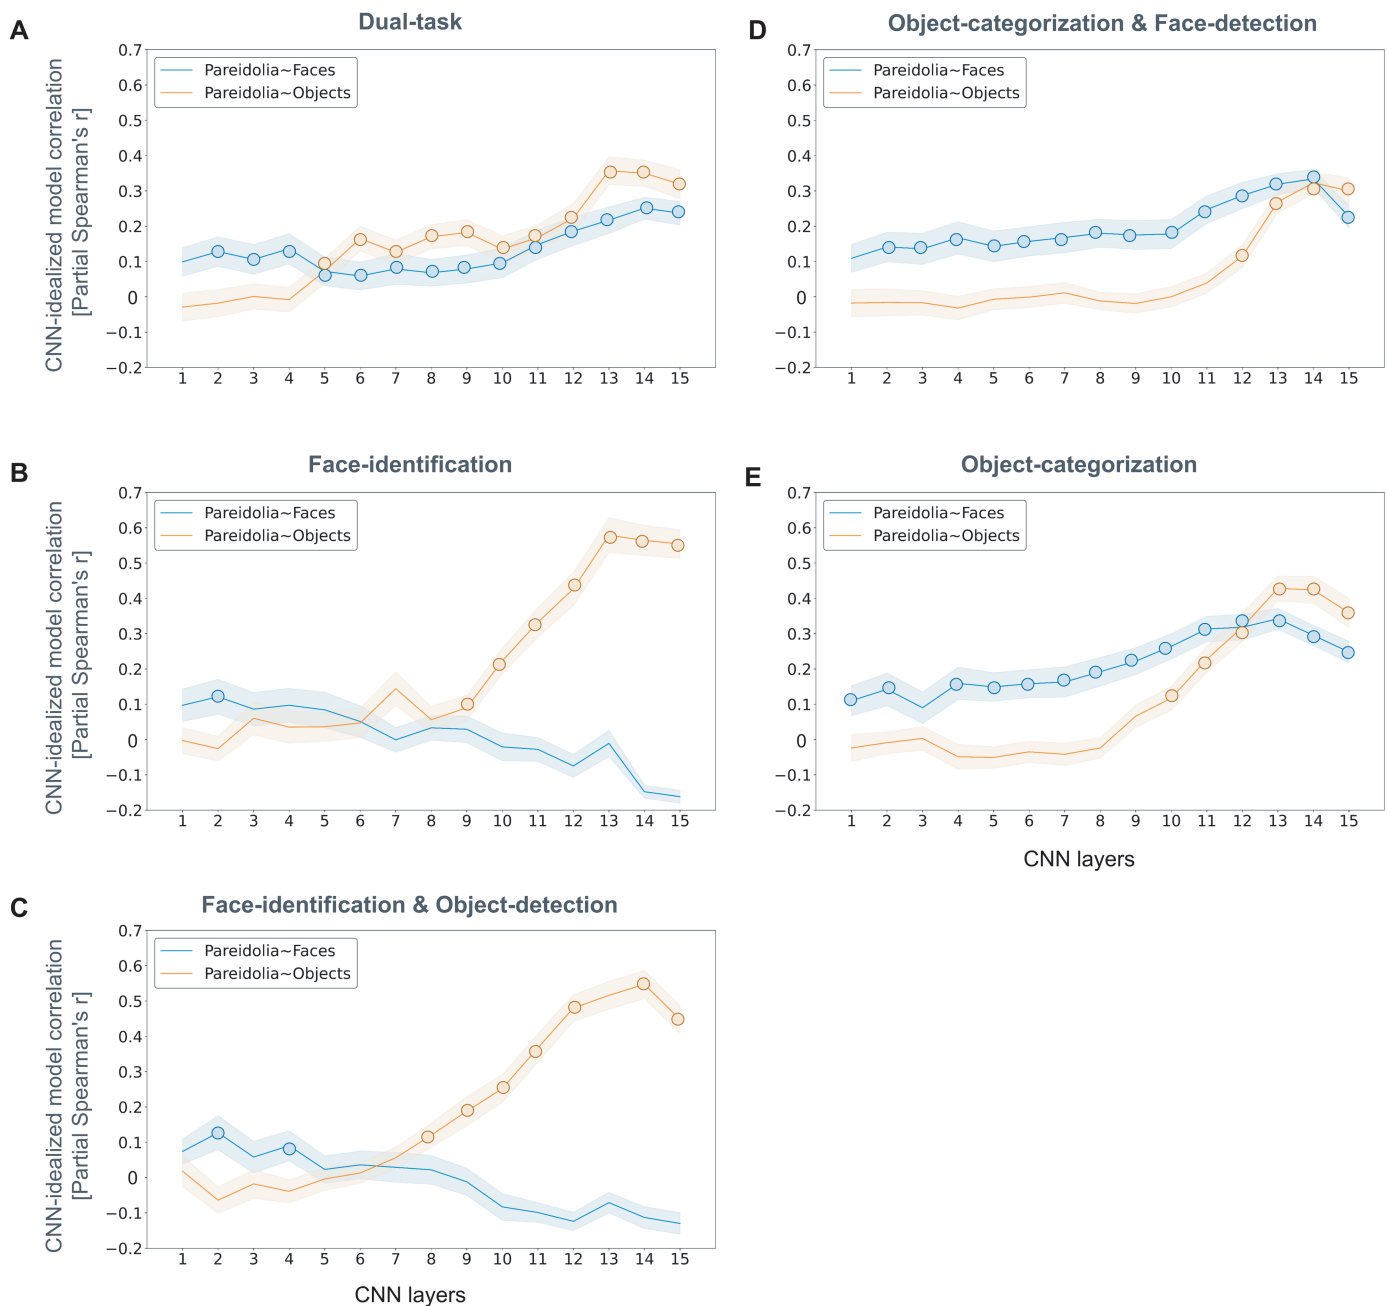 A
Dual-task
CNN-idealized model correlation
[Partial Spearman's r]
0.7
0.6
0.5
0.4
0.3
0.2
0.1
0
−0.1
−0.2
Pareidolia~Faces
Pareidolia~Objects
1 2 3 4 5 6 7 8 9 10 11 12 13 14 15
B
Face-identification
CNN-idealized model correlation
[Partial Spearman's r]
0.7
0.6
0.5
0.4
0.3
0.2
0.1
0
−0.1
−0.2
Pareidolia~Faces
Pareidolia~Objects
1 2 3 4 5 6 7 8 9 10 11 12 13 14 15
C
Face-identification & Object-detection
CNN-idealized model correlation
[Partial Spearman's r]
0.7
0.6
0.5
0.4
0.3
0.2
0.1
0
−0.1
−0.2
Pareidolia~Faces
Pareidolia~Objects
1 2 3 4 5 6 7 8 9 10 11 12 13 14 15
CNN layers
D
Object-categorization & Face-detection
0.7
0.6
0.5
0.4
0.3
0.2
0.1
0
−0.1
−0.2
Pareidolia~Faces
Pareidolia~Objects
1 2 3 4 5 6 7 8 9 10 11 12 13 14 15
E
Object-categorization
0.7
0.6
0.5
0.4
0.3
0.2
0.1
0
−0.1
−0.2
Pareidolia~Faces
Pareidolia~Objects
1 2 3 4 5 6 7 8 9 10 11 12 13 14 15
CNN layers